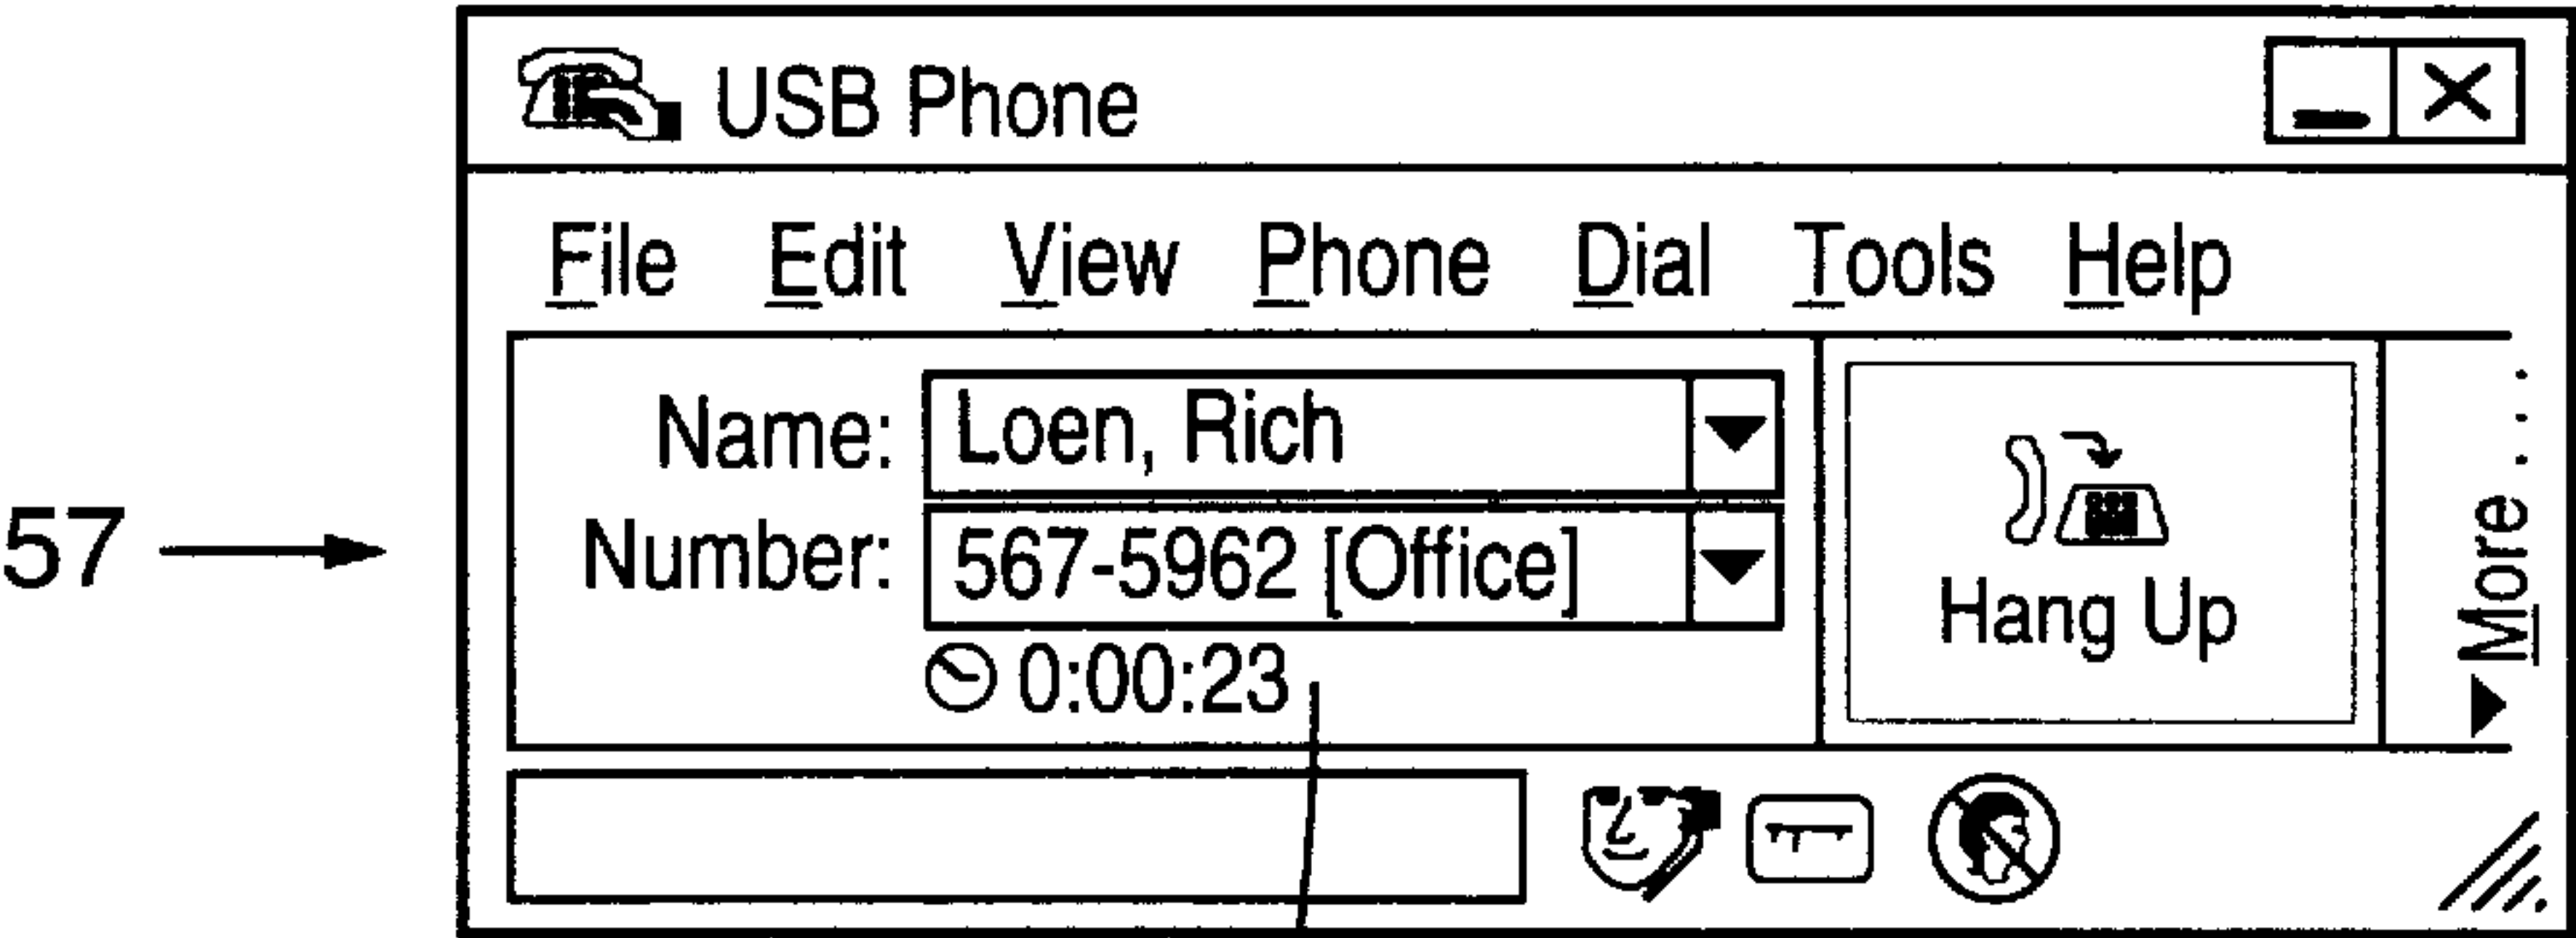 USB Phone
File Edit View Phone Dial Tools Help
Name: Loen, Rich
57
Number: 567-5962 [Office]
0:00:23
Hang Up
More ....